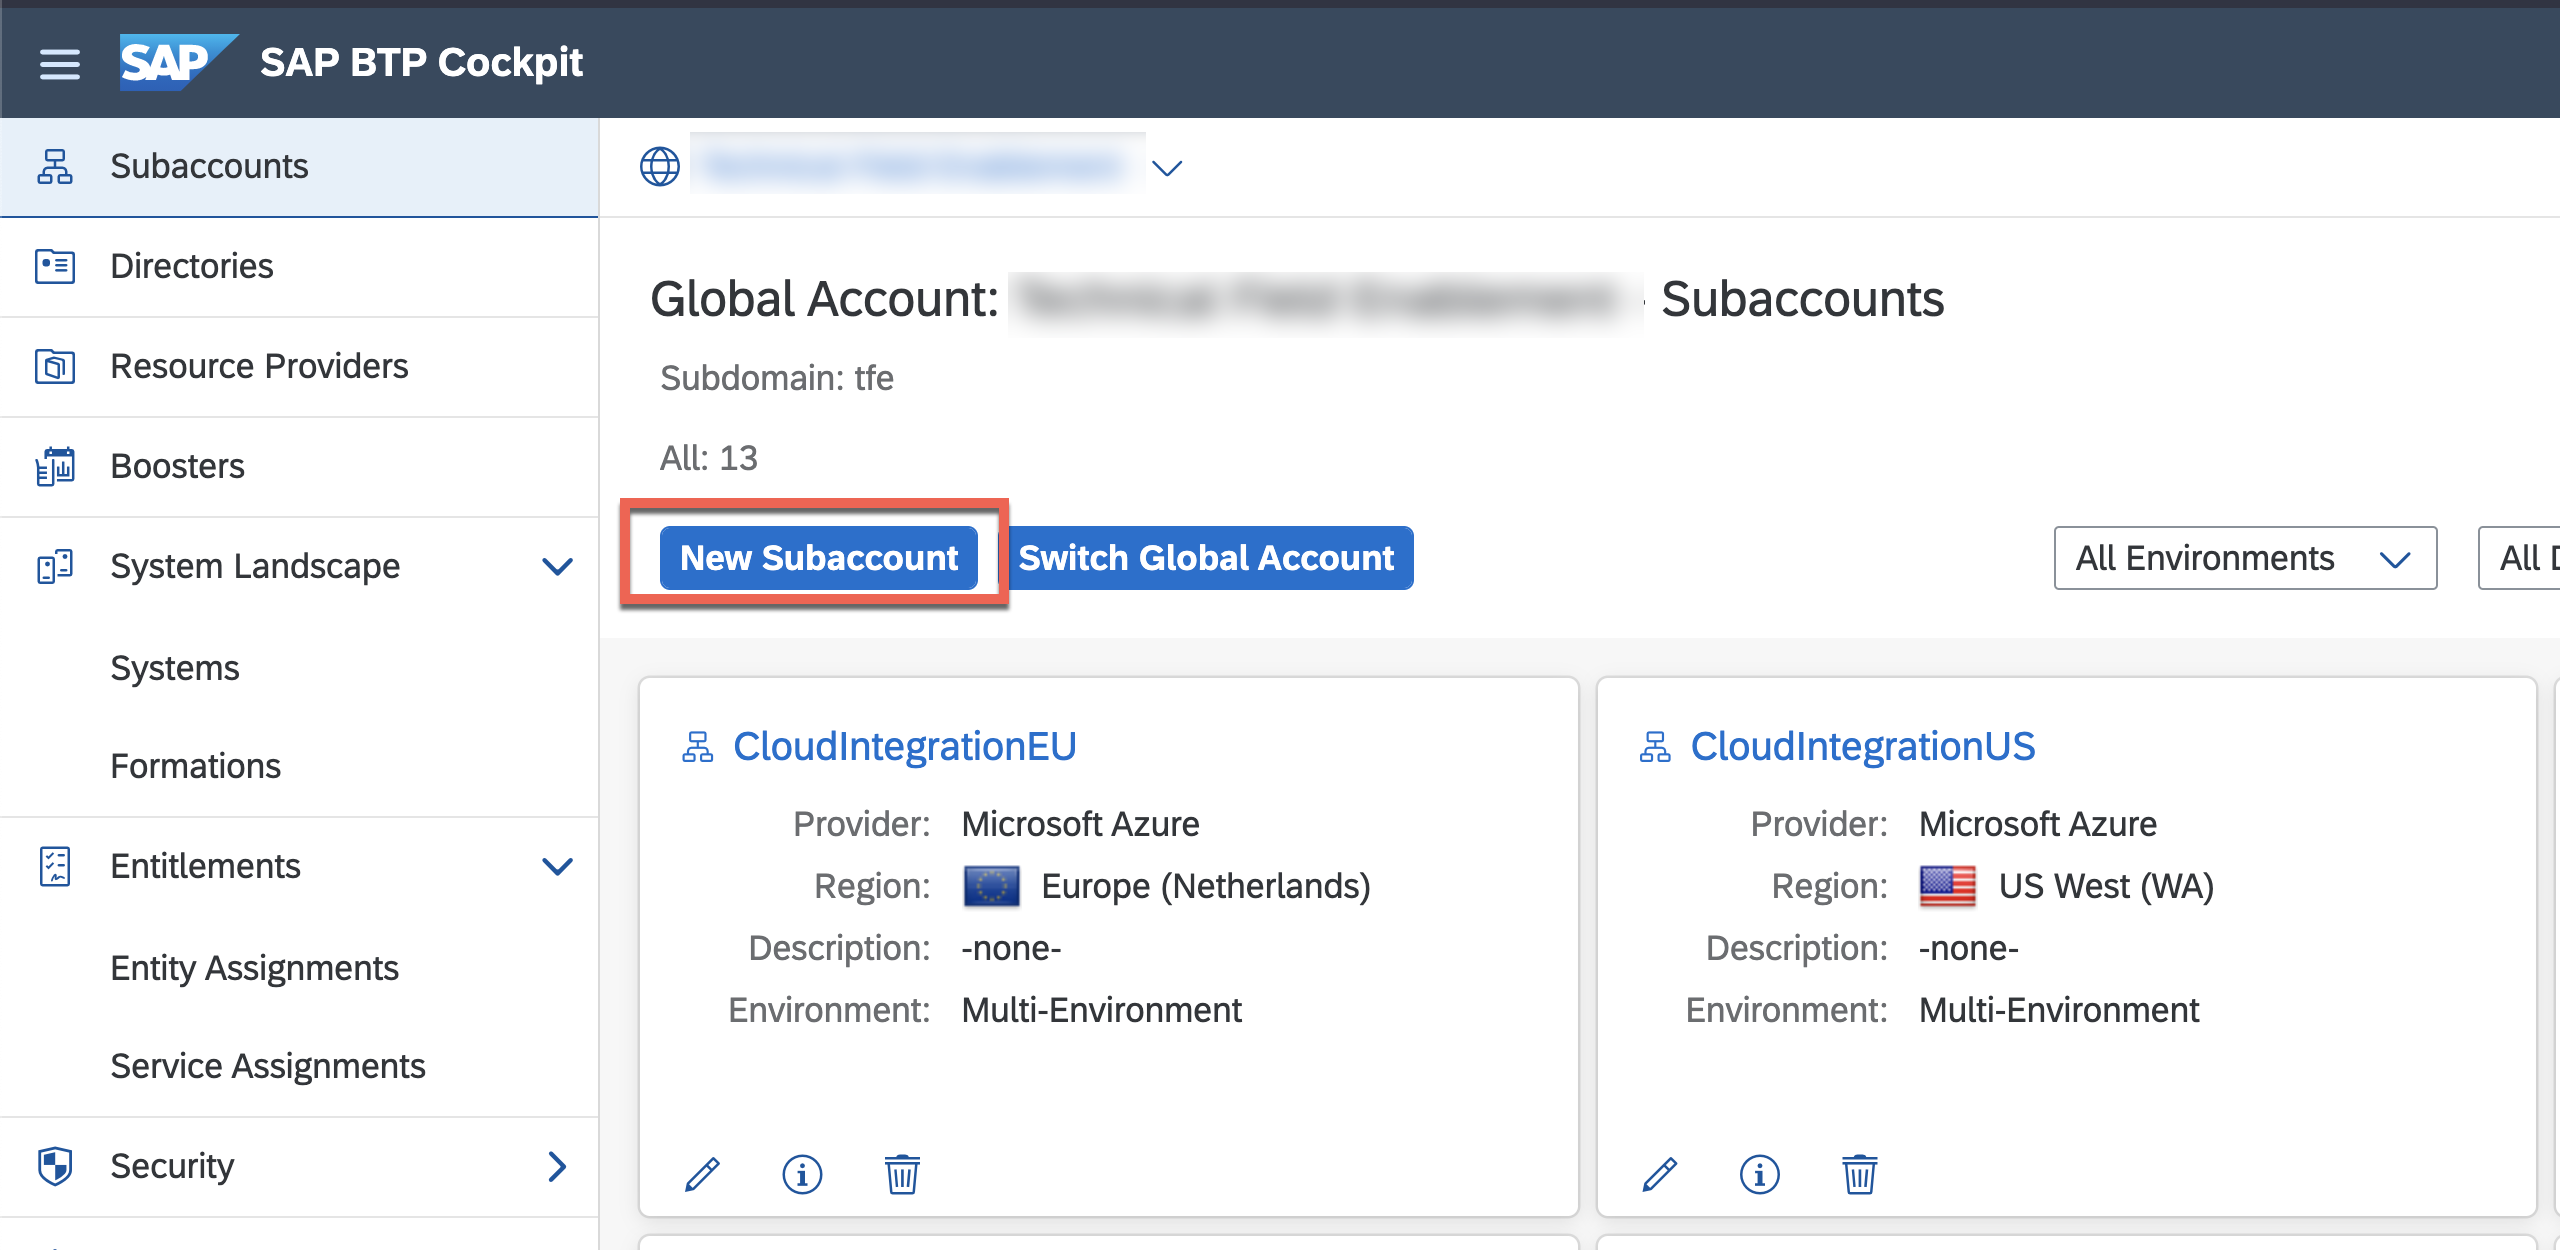 SAP SAP BTP Cockpit
Subaccounts
Directories
Resource Providers
Boosters
System Landscape
Systems
Formations
Entitlements
Entity Assignments
Service Assignments
Security
Global Account:
- Subaccounts
Subdomain: tfe
All: 13
New Subaccount
Switch Global Account
All Environments
All
CloudIntegrationEU
Provider: Microsoft Azure
Region: Europe (Netherlands)
Description: -none-
Environment: Multi-Environment
CloudIntegrationUS
Provider: Microsoft Azure
Region: US West (WA)
Description: -none-
Environment: Multi-Environment